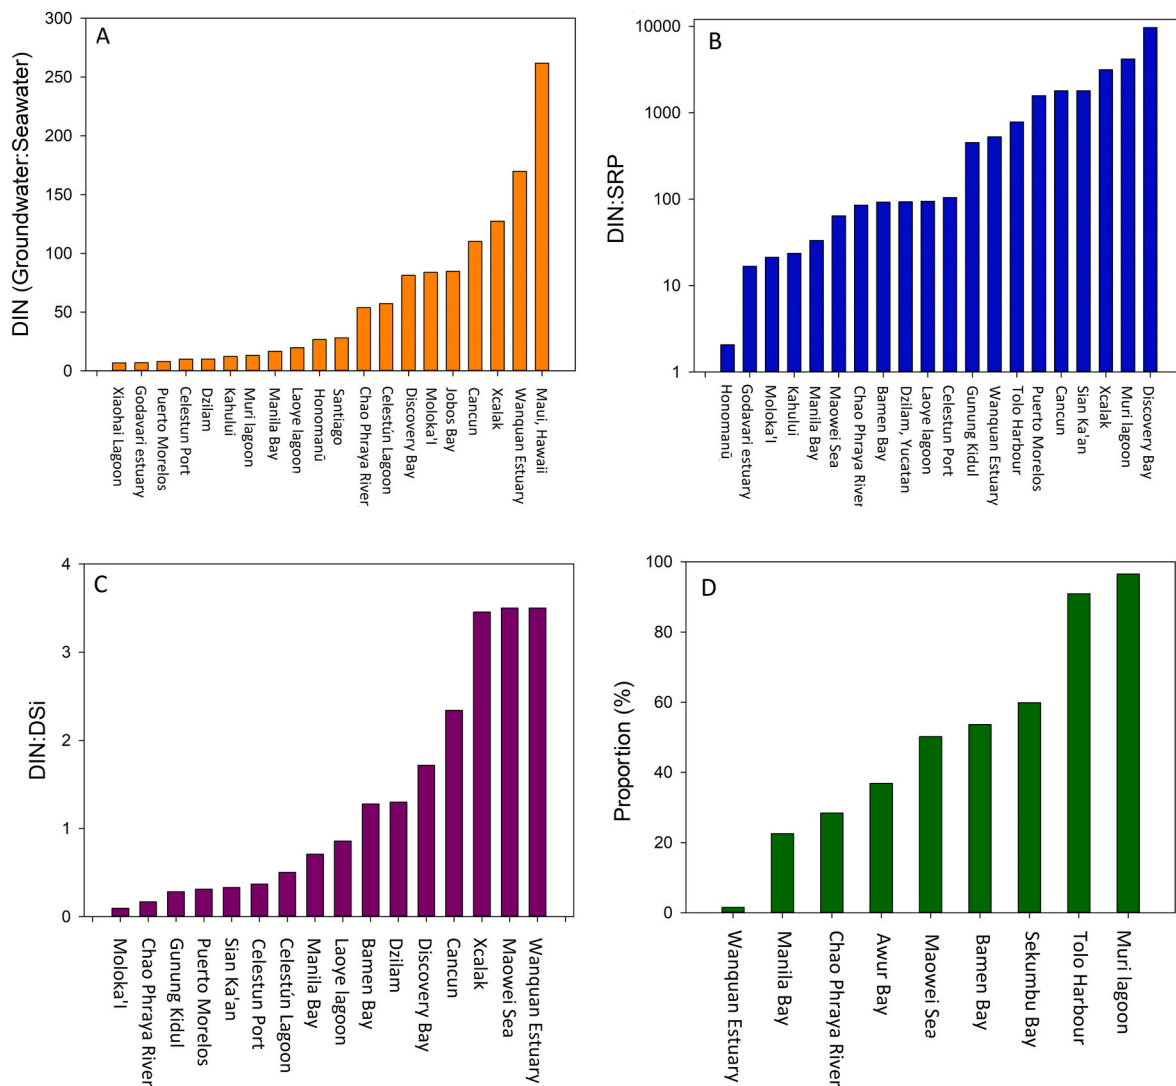 A
DIN (Groundwater:Seawater)
300
250
200
150
100
50
0
Xiaohai Lagoon
Godavari estuary
Puerto Morelos
Celestun Port
Dzilam
Kahului
Muri lagoon
Manila Bay
Laoye lagoon
Honomanū
Santiago
Chao Phraya River
Celestún Lagoon
Discovery Bay
Moloka'I
Jobos Bay
Cancun
Xcalak
Wanquan Estuary
Maui, Hawaii
B
DIN:SRP
10000
1000
100
10
1
Honomanū
Godavari estuary
Moloka'I
Kahului
Manila Bay
Maowei Sea
Chao Phraya River
Bamen Bay
Dzilam, Yucatan
Laoye lagoon
Celestun Port
Gunung Kidul
Wanquan Estuary
Tolo Harbour
Puerto Morelos
Cancun
Sian Ka'an
Xcalak
Muri lagoon
Discovery Bay
C
DIN:DSi
4
3
2
1
0
Moloka'I
Chao Phraya River
Gunung Kidul
Puerto Morelos
Sian Ka'an
Celestun Port
Celestún Lagoon
Manila Bay
Laoye lagoon
Bamen Bay
Dzilam
Discovery Bay
Cancun
Xcalak
Maowei Sea
Wanquan Estuary
D
Proportion (%)
100
80
60
40
20
0
Wanquan Estuary
Manila Bay
Chao Phraya River
Awur Bay
Maowei Sea
Bamen Bay
Sekumbu Bay
Tolo Harbour
Muri lagoon